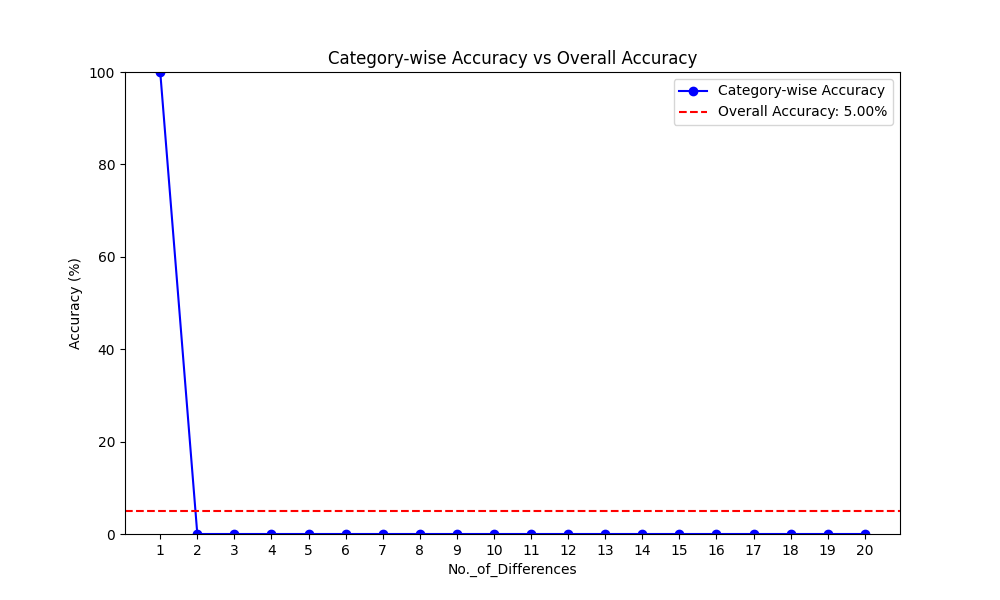 Category-wise Accuracy vs Overall Accuracy
Category-wise Accuracy
Overall Accuracy: 5.00%
Accuracy (%)
100
80
60
40
20
0
1 2 3 4 5 6 7 8 9 10 11 12 13 14 15 16 17 18 19 20
No._of_Differences